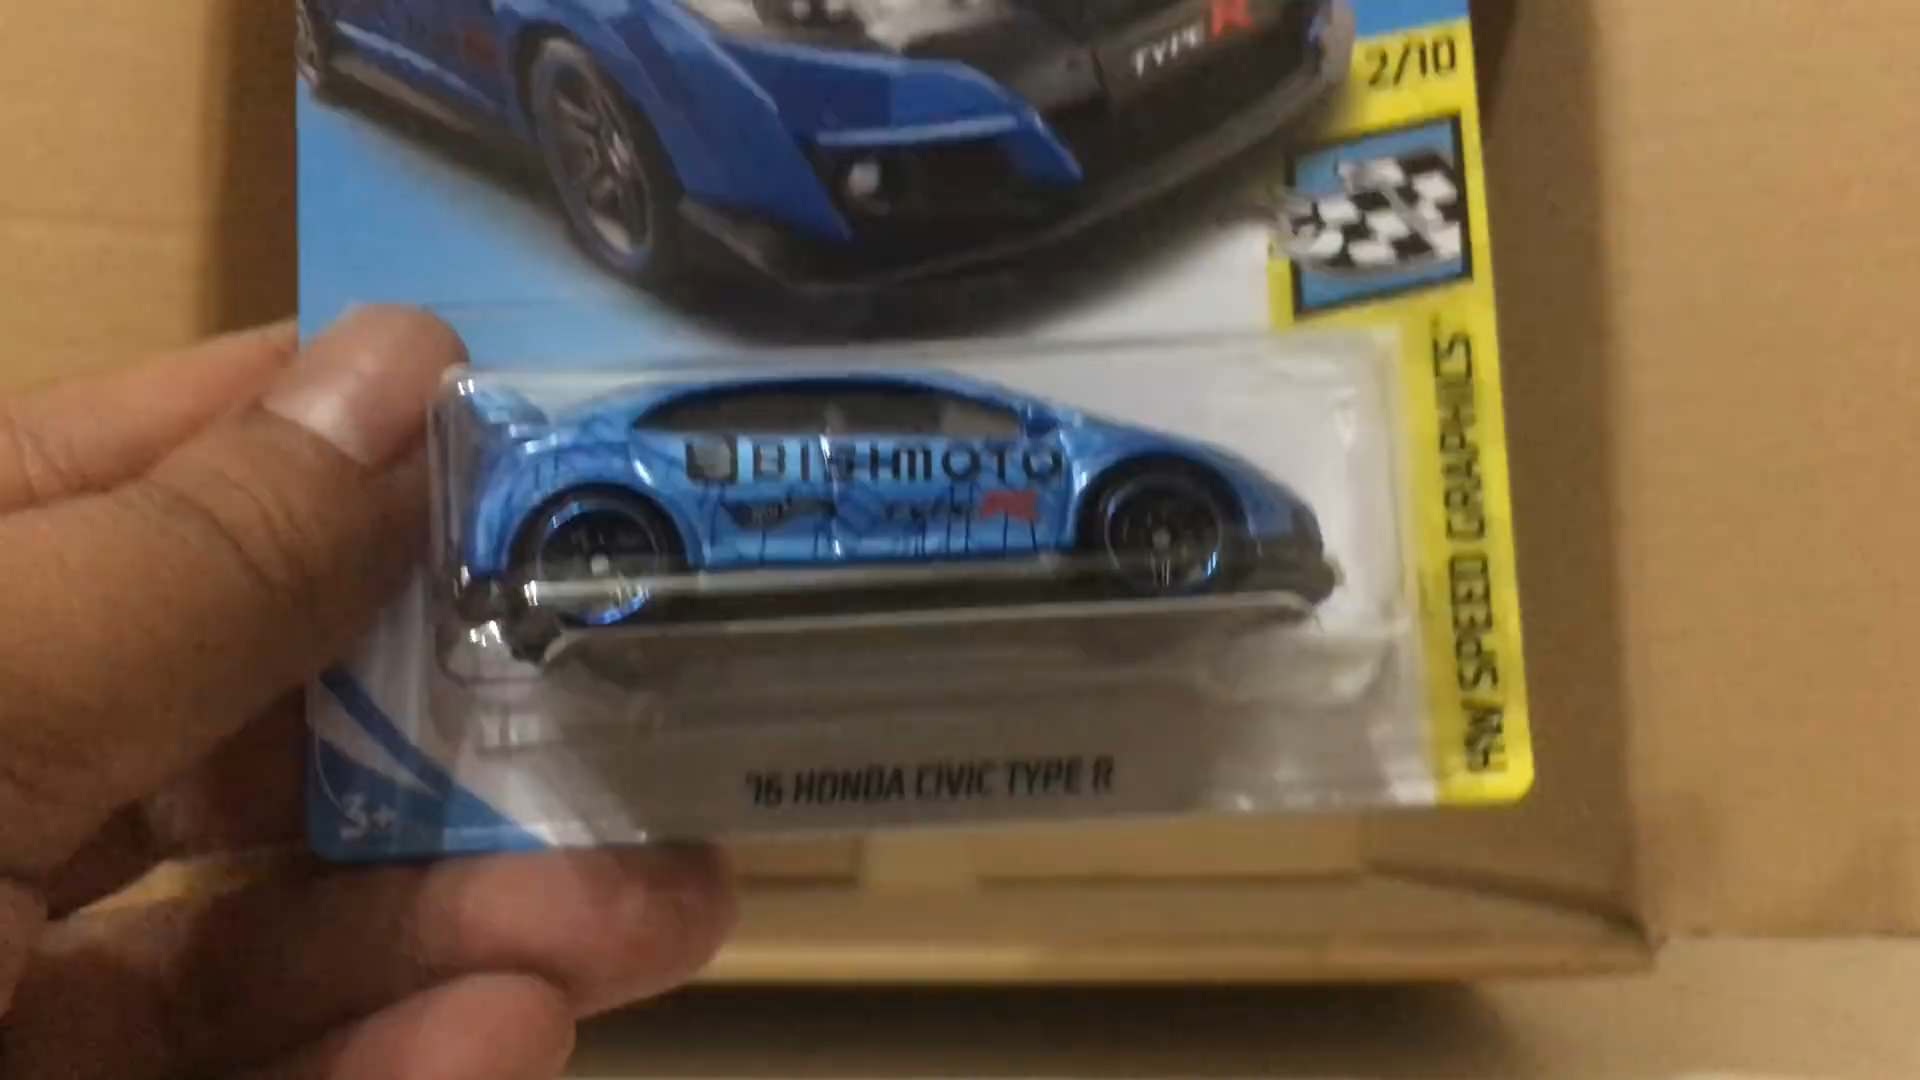 TYPE R
2/10
HW SPEED GRAPHICS
BISIMOTO
TYPE R
'16 HONDA CIVIC TYPE R
3+